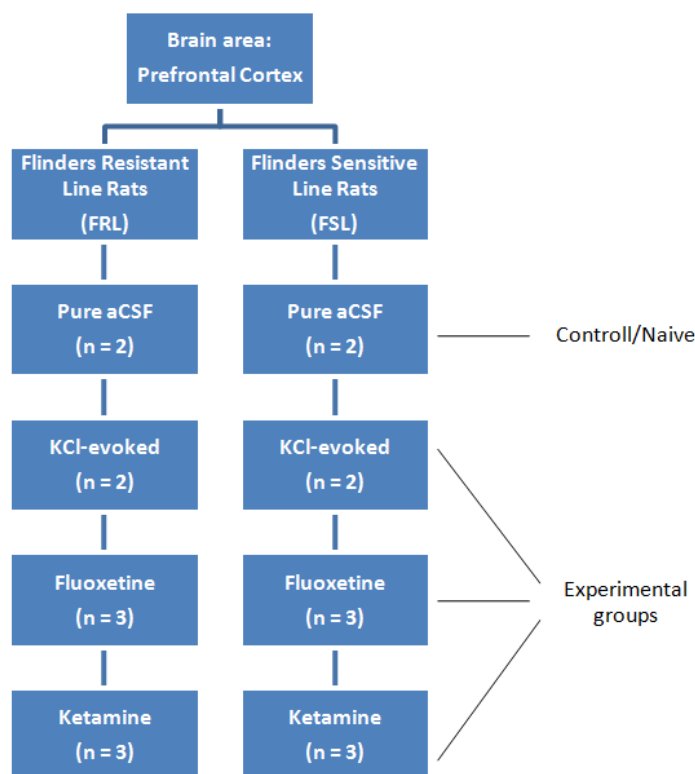 Brain area:
Prefrontal Cortex
Flinders Resistant
Line Rats
(FRL)
Flinders Sensitive
Line Rats
(FSL)
Pure aCSF
(n = 2)
Pure aCSF
(n = 2)
Controll/Naive
KCl-evoked
(n = 2)
KCl-evoked
(n = 2)
Fluoxetine
(n = 3)
Fluoxetine
(n = 3)
Experimental
groups
Ketamine
(n = 3)
Ketamine
(n = 3)